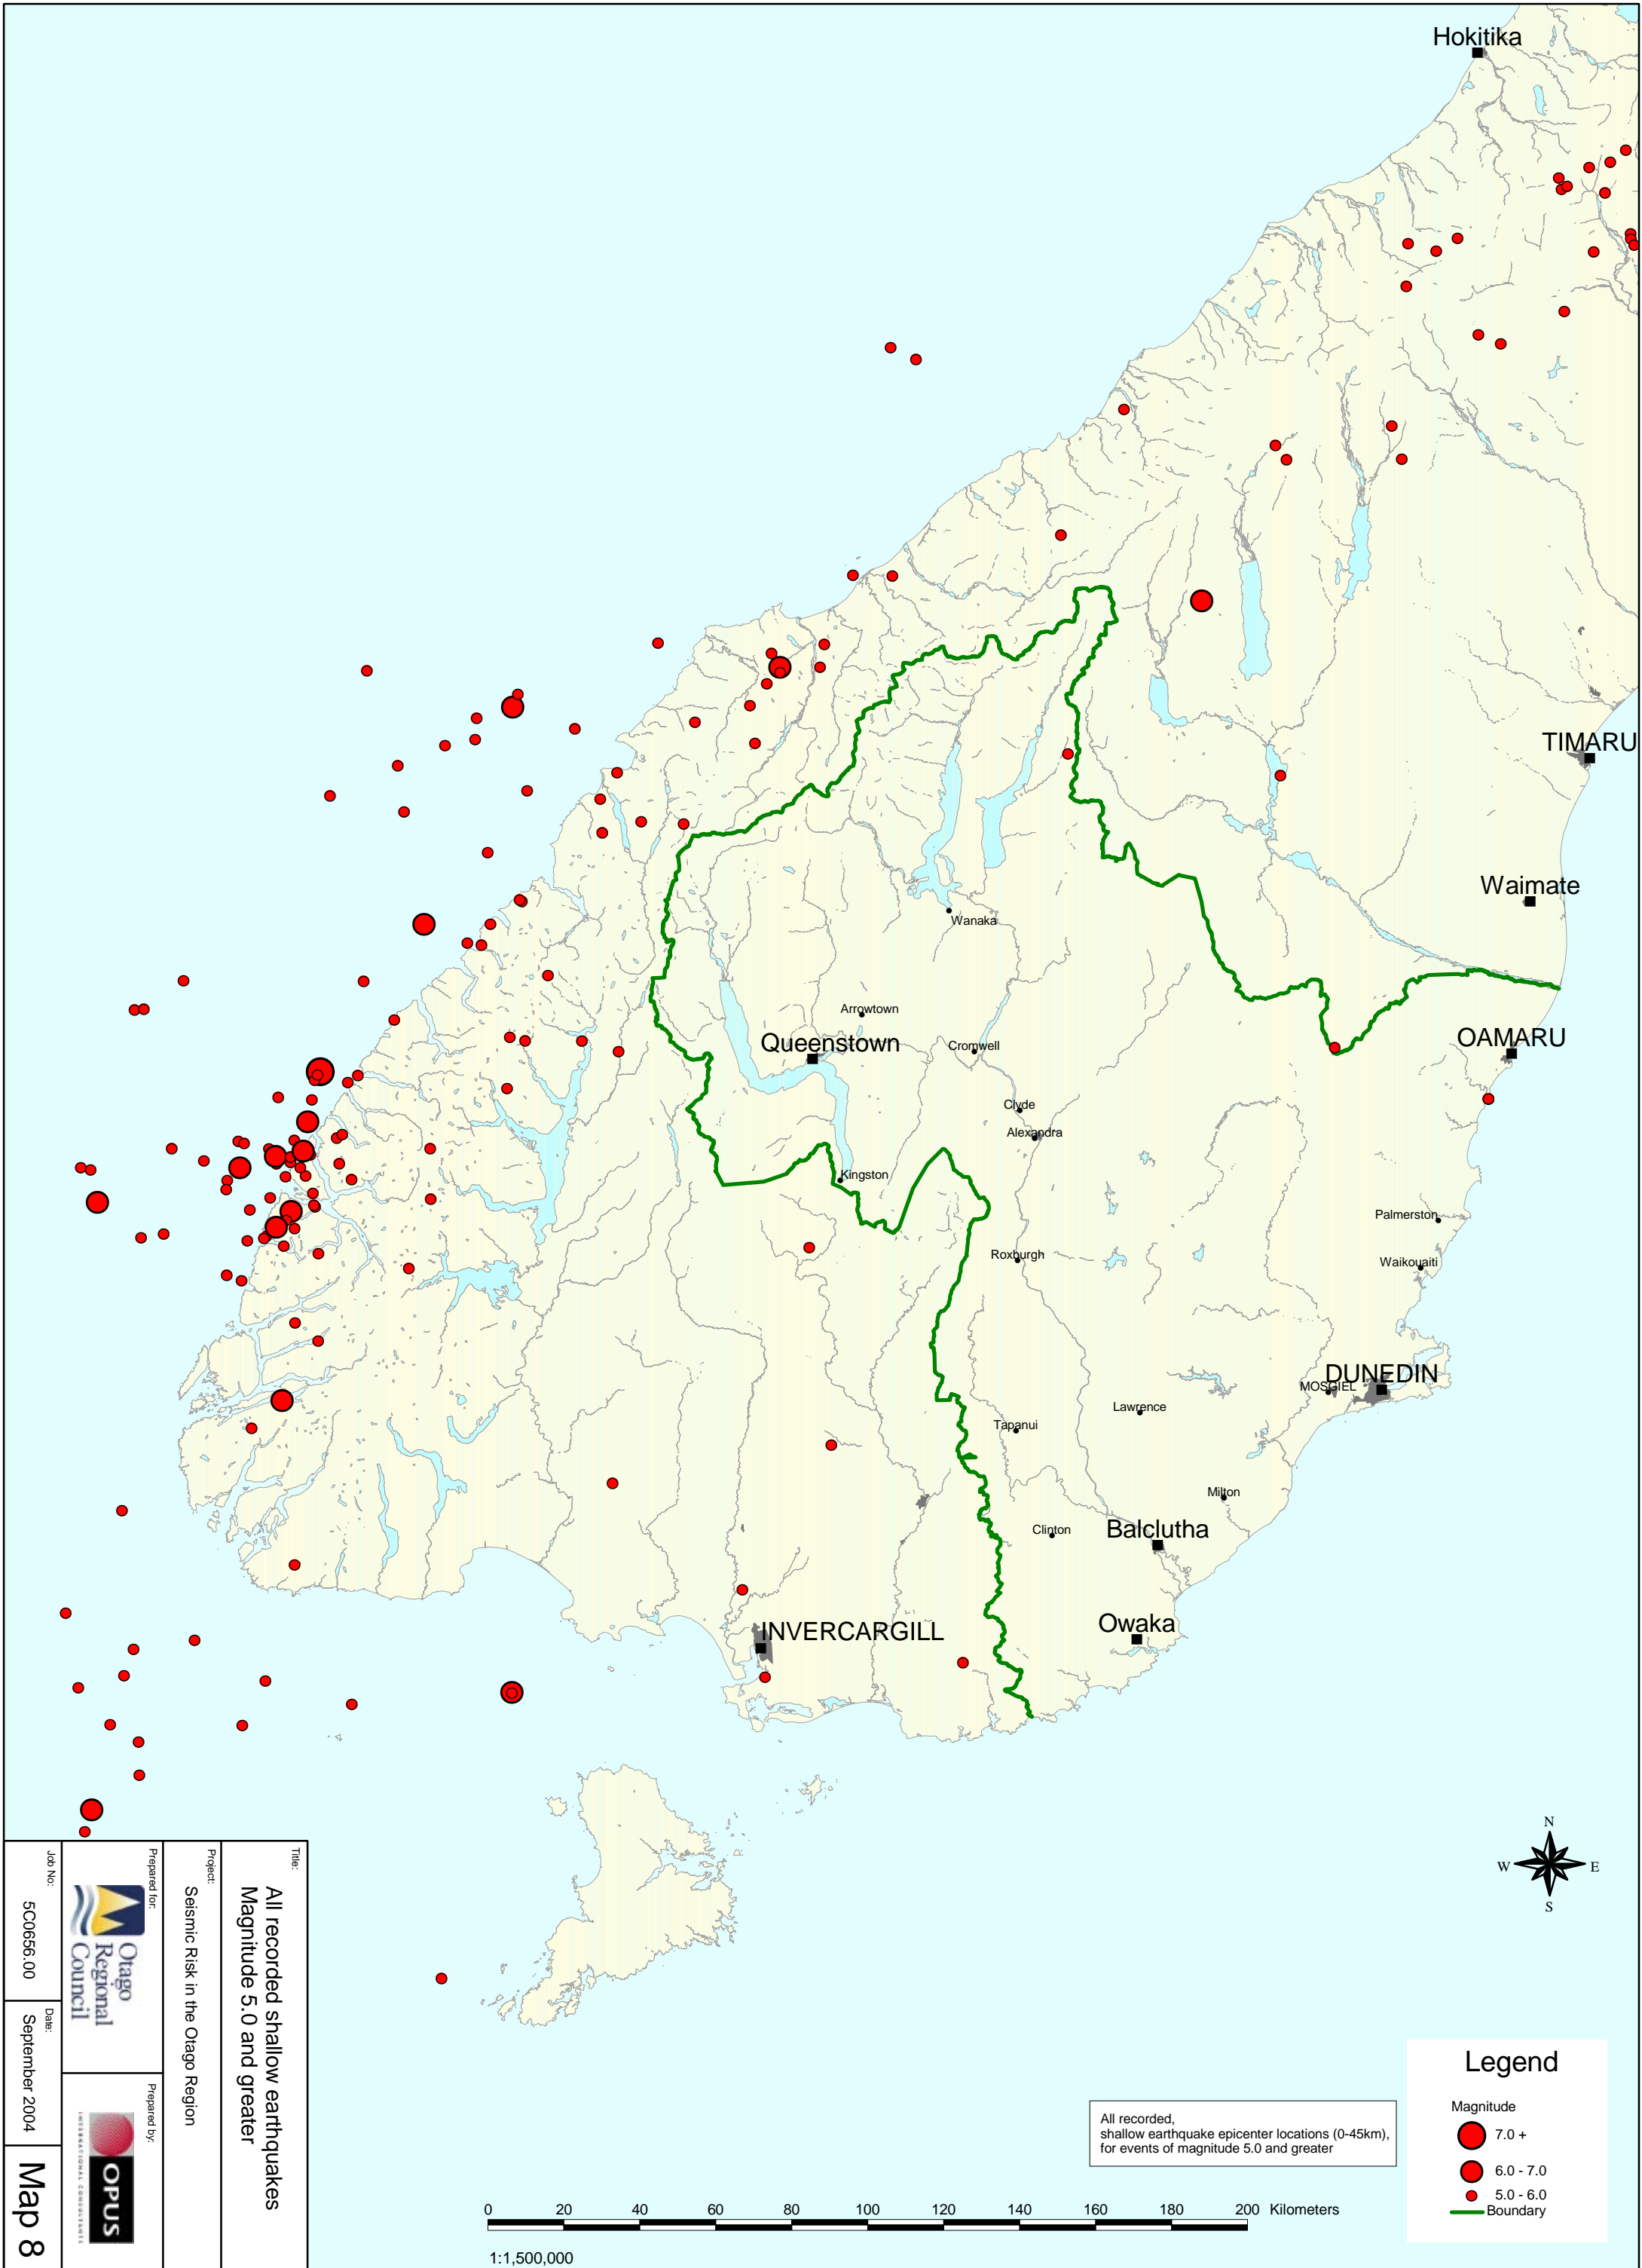 Hokitika
TIMARU
Waimate
Wanaka
Arrowtown
Queenstown
Cromwell
OAMARU
Clyde
Alexandra
Kingston
Palmerston
Roxburgh
Waikouaiti
DUNEDIN
MOSGIEL
Lawrence
Tapanui
Milton
Clinton
Balclutha
Owaka
INVERCARGILL
N
W E
S
Title:
All recorded shallow earthquakes
Magnitude 5.0 and greater
Project:
Seismic Risk in the Otago Region
Prepared for:
Otago
Regional
Council
Prepared by:
OPUS
INTERNATIONAL CONSULTANTS
Job No:
5C0656.00
Date:
September 2004
Map 8
All recorded,
shallow earthquake epicenter locations (0-45km),
for events of magnitude 5.0 and greater
Legend
Magnitude
7.0 +
6.0 - 7.0
5.0 - 6.0
Boundary
0 20 40 60 80 100 120 140 160 180 200 Kilometers
1:1,500,000